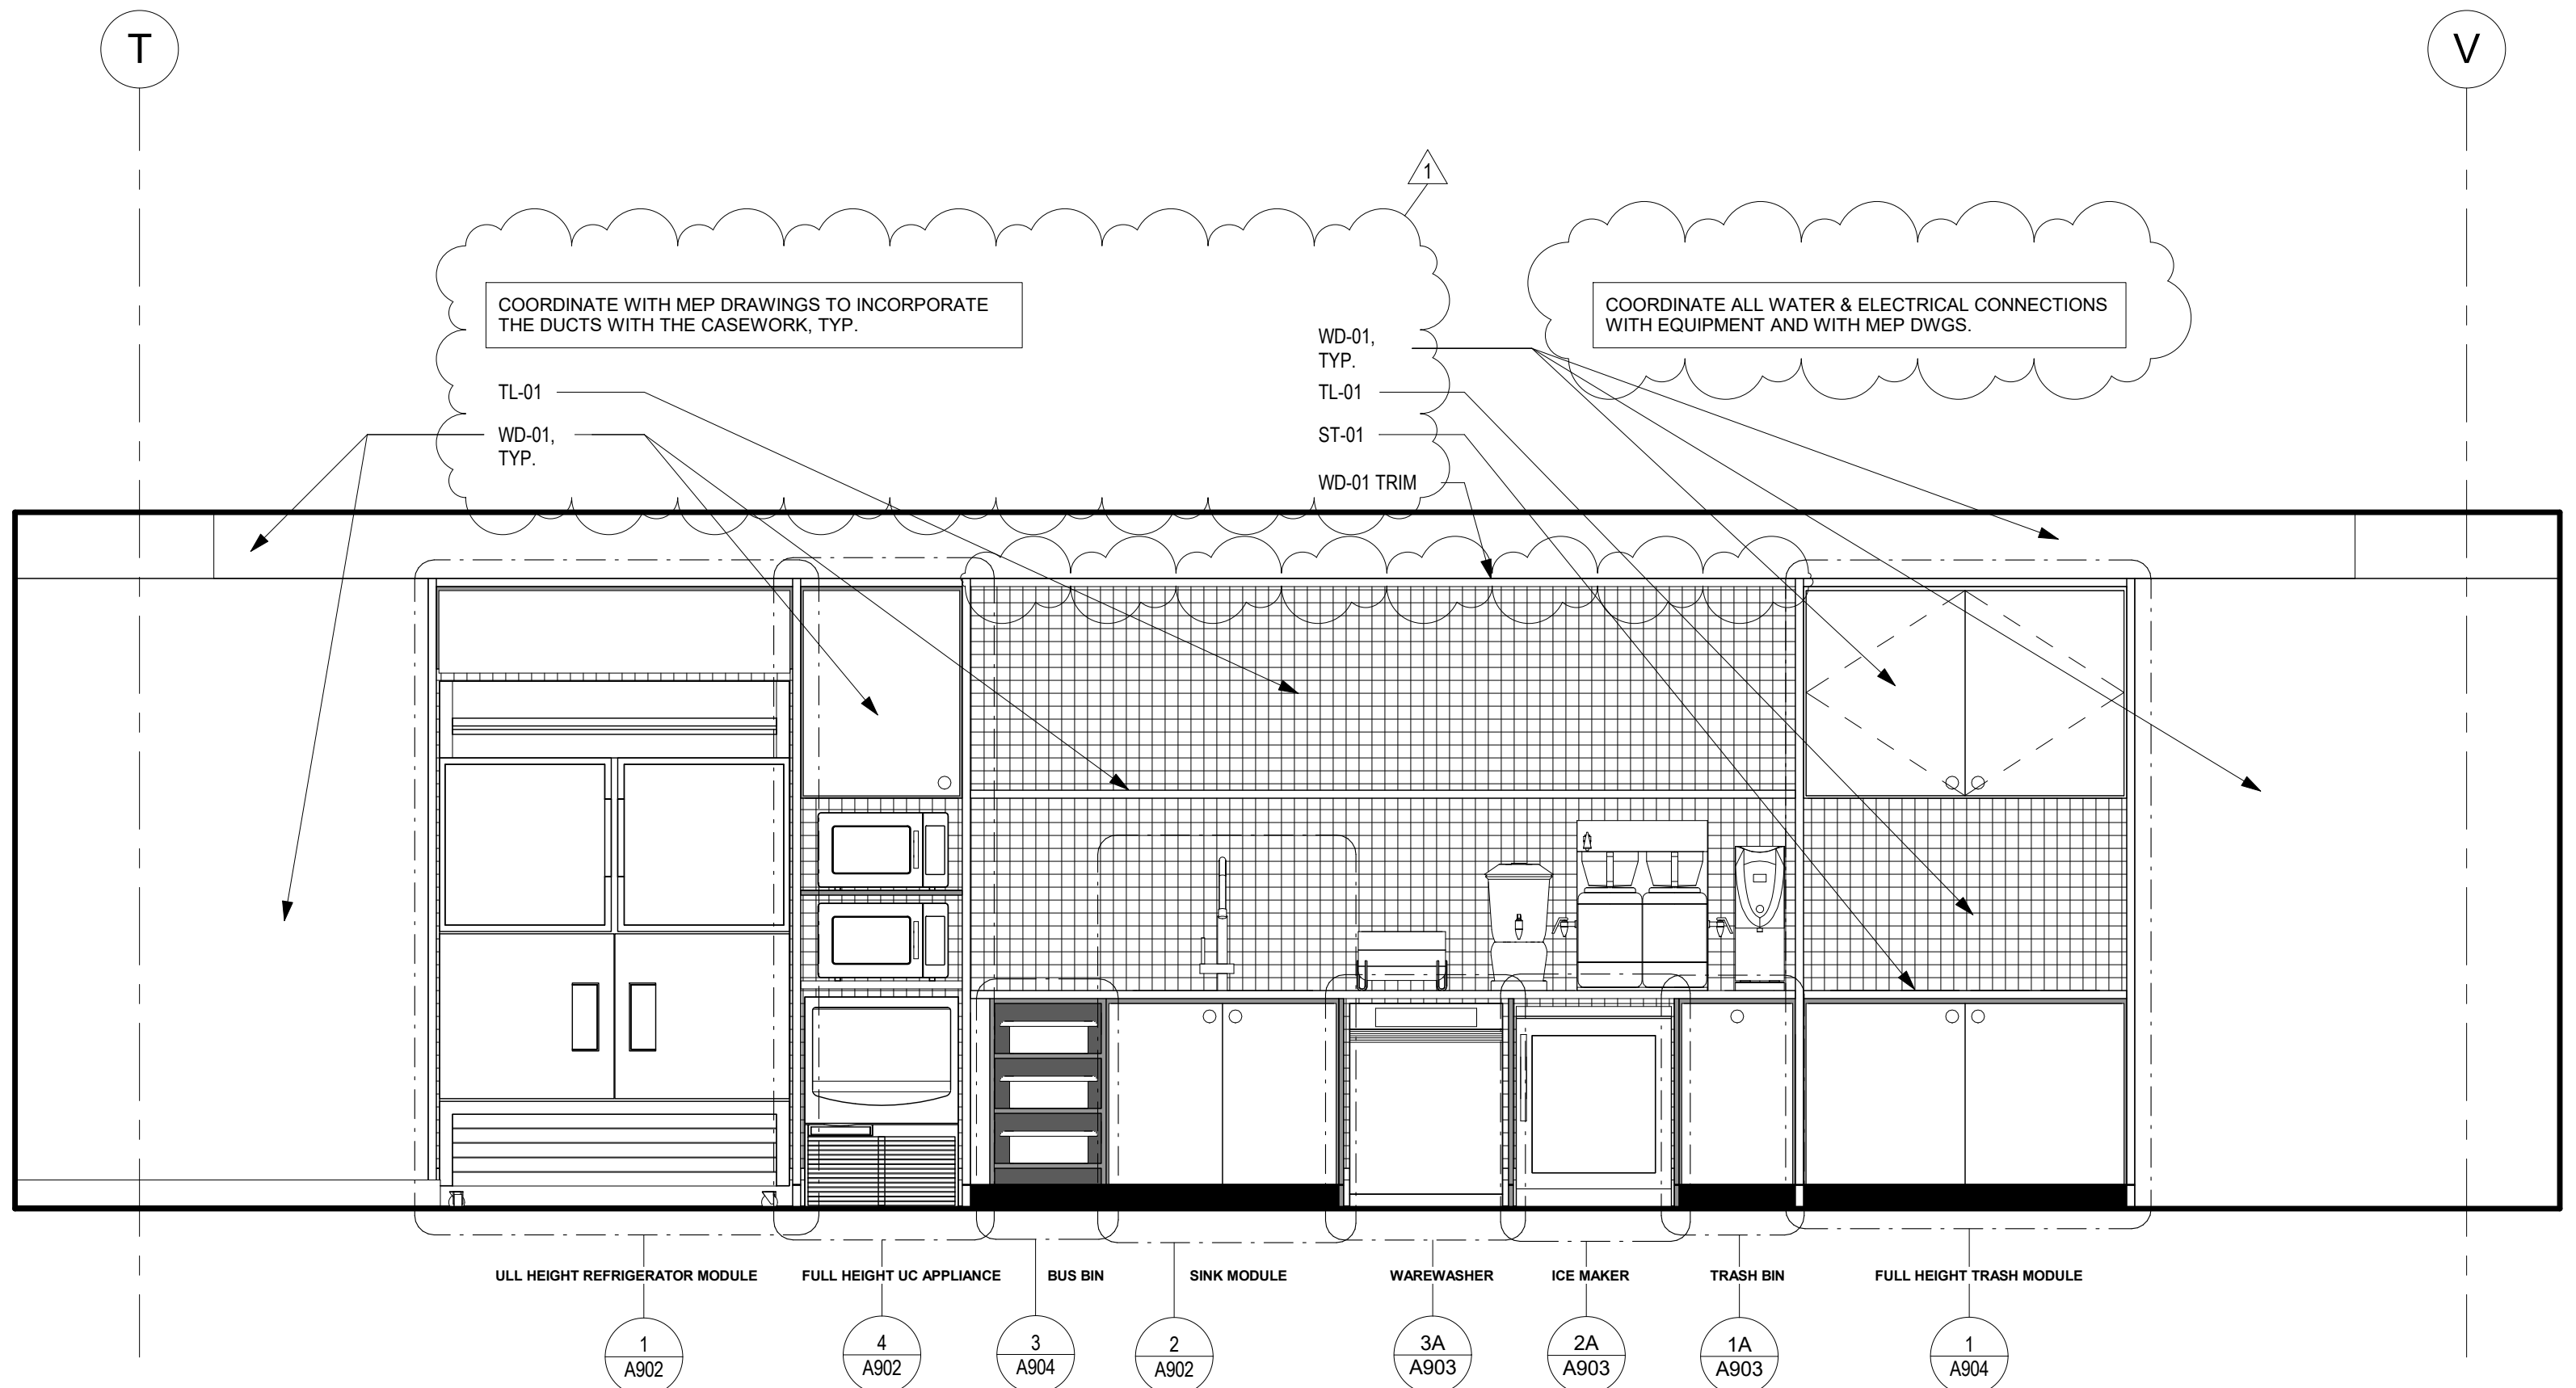 T
V
1
COORDINATE WITH MEP DRAWINGS TO INCORPORATE
THE DUCTS WITH THE CASEWORK, TYP.
COORDINATE ALL WATER & ELECTRICAL CONNECTIONS
WITH EQUIPMENT AND WITH MEP DWGS.
TL-01
WD-01,
TYP.
WD-01,
TYP.
TL-01
ST-01
WD-01 TRIM
ULL HEIGHT REFRIGERATOR MODULE
FULL HEIGHT UC APPLIANCE
BUS BIN
SINK MODULE
WAREWASHER
ICE MAKER
TRASH BIN
FULL HEIGHT TRASH MODULE
1
A902
4
A902
3
A904
2
A902
3A
A903
2A
A903
1A
A903
1
A904